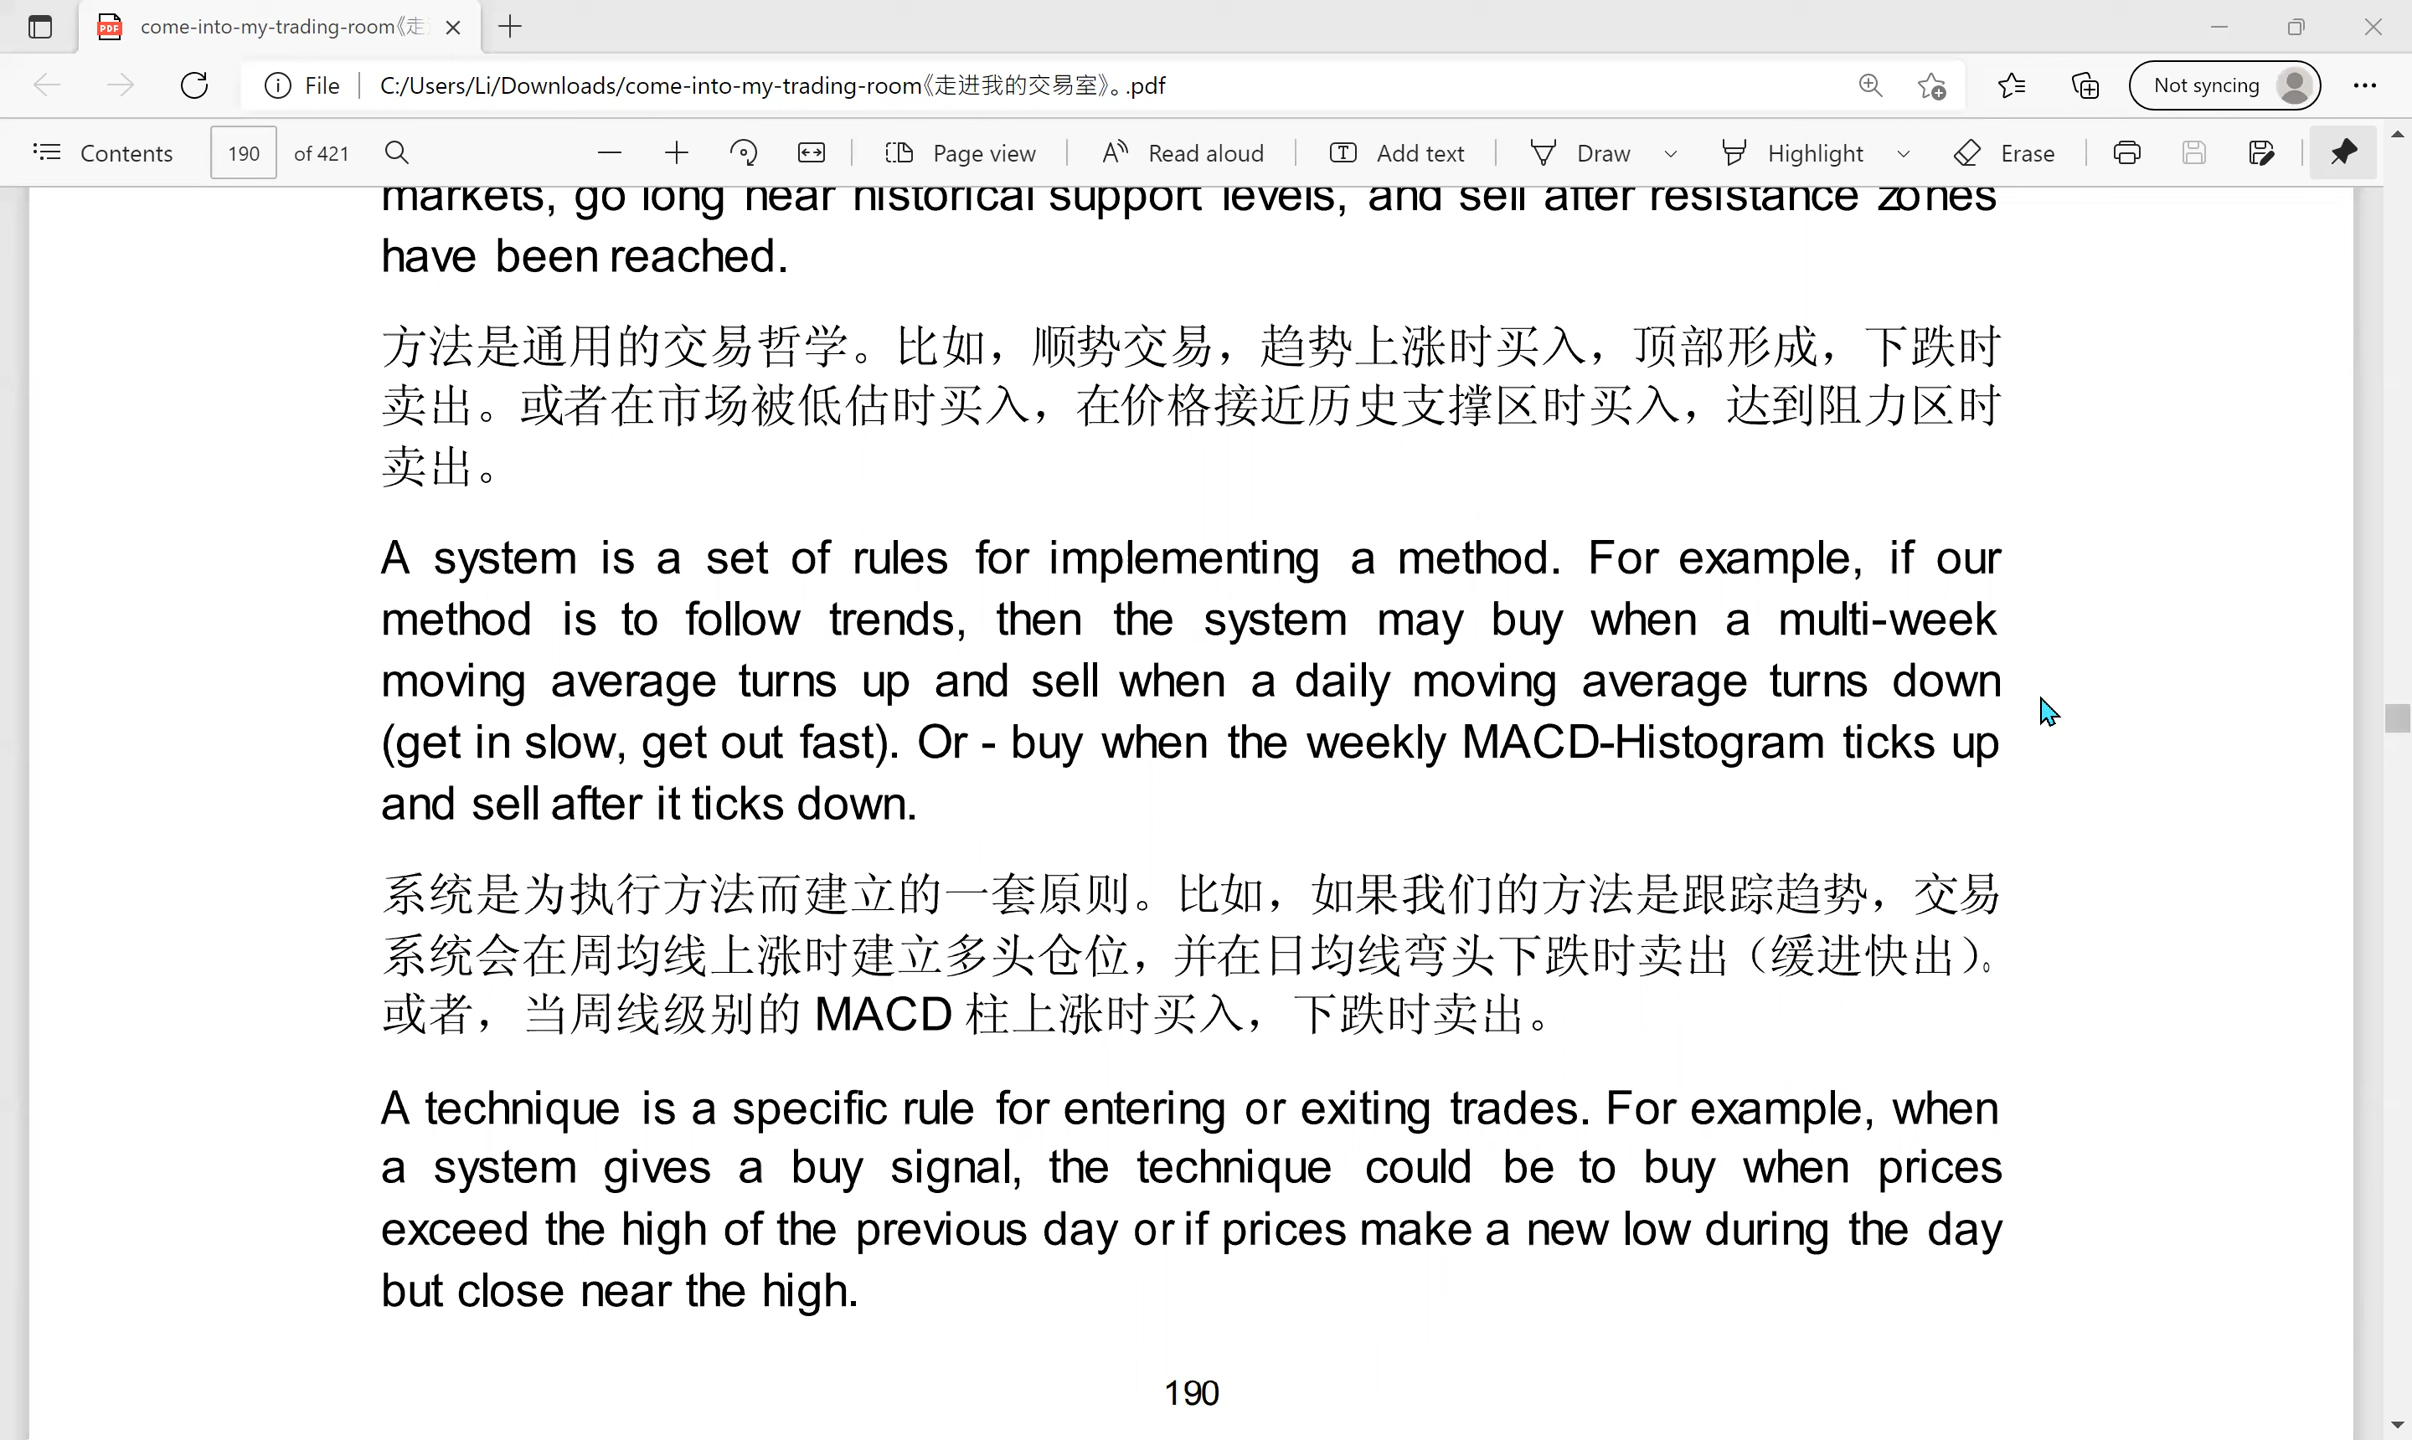 come-into-my-trading-room《走
File
C:/Users/Li/Downloads/come-into-my-trading-room《走进我的交易室》。.pdf
Not syncing
Contents
190
of 421
Page view
Read aloud
Add text
Draw
Highlight
Erase
markets, go long near historical support levels, and sell after resistance zones
have been reached.
方法是通用的交易哲学。比如，顺势交易，趋势上涨时买入，顶部形成，下跌时
卖出。或者在市场被低估时买入，在价格接近历史支撑区时买入，达到阻力区时
卖出。
A system is a set of rules for implementing a method. For example, if our
method is to follow trends, then the system may buy when a multi-week
moving average turns up and sell when a daily moving average turns down
(get in slow, get out fast). Or - buy when the weekly MACD-Histogram ticks up
and sell after it ticks down.
系统是为执行方法而建立的一套原则。比如，如果我们的方法是跟踪趋势，交易
系统会在周均线上涨时建立多头仓位，并在日均线弯头下跌时卖出（缓进快出）。
或者，当周线级别的 MACD 柱上涨时买入，下跌时卖出。
A technique is a specific rule for entering or exiting trades. For example, when
a system gives a buy signal, the technique could be to buy when prices
exceed the high of the previous day or if prices make a new low during the day
but close near the high.
190